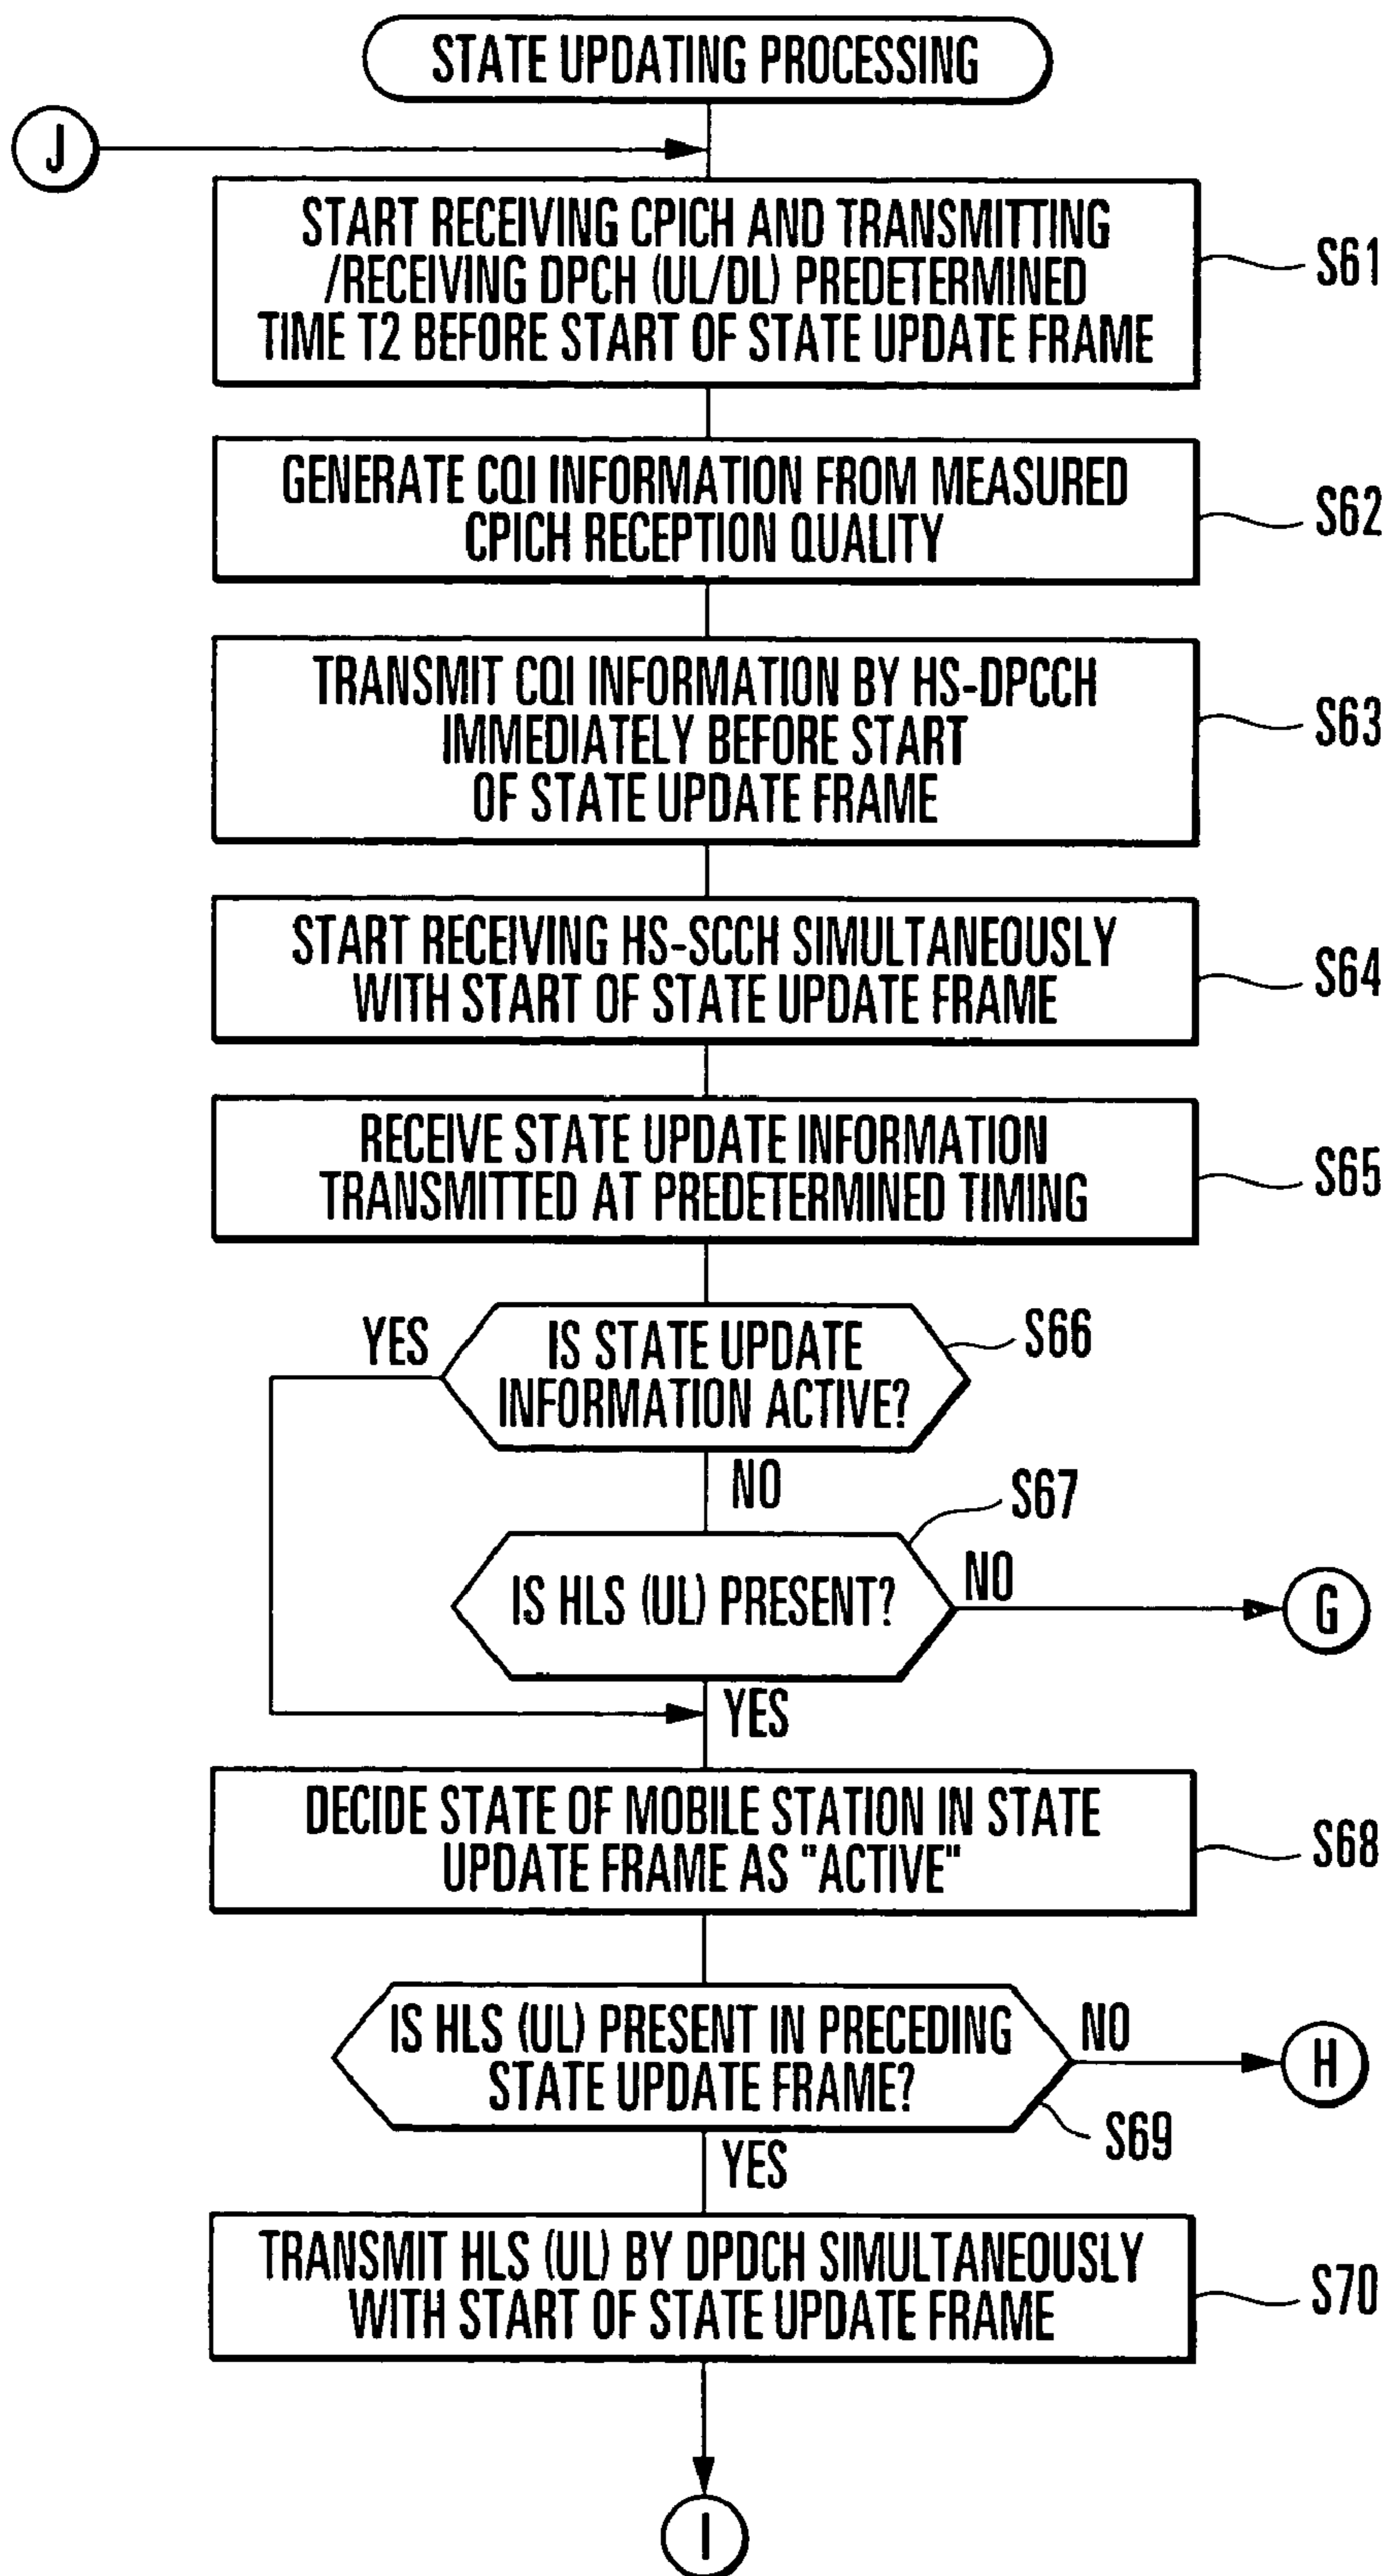 STATE UPDATING PROCESSING
J
START RECEIVING CPICH AND TRANSMITTING
/RECEIVING DPCH (UL/DL) PREDETERMINED
TIME T2 BEFORE START OF STATE UPDATE FRAME
S61
GENERATE CQI INFORMATION FROM MEASURED
CPICH RECEPTION QUALITY
S62
TRANSMIT CQI INFORMATION BY HS-DPCCH
IMMEDIATELY BEFORE START
OF STATE UPDATE FRAME
S63
START RECEIVING HS-SCCH SIMULTANEOUSLY
WITH START OF STATE UPDATE FRAME
S64
RECEIVE STATE UPDATE INFORMATION
TRANSMITTED AT PREDETERMINED TIMING
S65
YES
IS STATE UPDATE
INFORMATION ACTIVE?
S66
NO
S67
IS HLS (UL) PRESENT?
NO
G
YES
DECIDE STATE OF MOBILE STATION IN STATE
UPDATE FRAME AS "ACTIVE"
S68
IS HLS (UL) PRESENT IN PRECEDING
STATE UPDATE FRAME?
NO
H
S69
YES
TRANSMIT HLS (UL) BY DPDCH SIMULTANEOUSLY
WITH START OF STATE UPDATE FRAME
S70
I